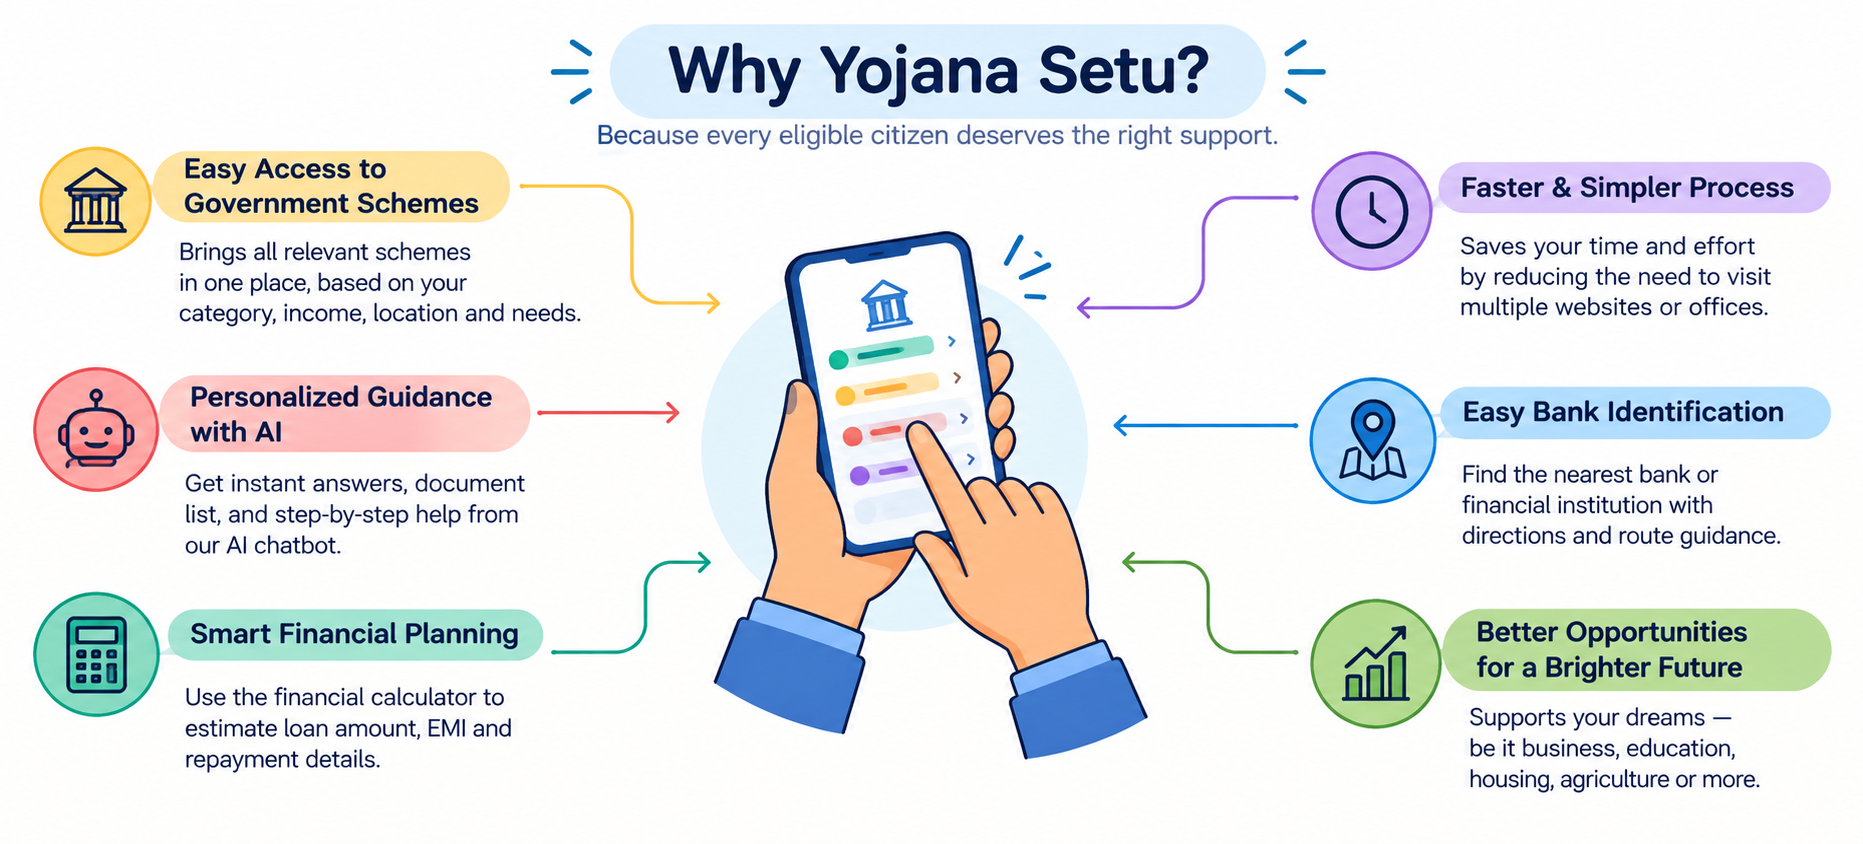 Why Yojana Setu?
Because every eligible citizen deserves the right support.
Easy Access to
Government Schemes
Brings all relevant schemes
in one place, based on your
category, income, location and needs.
Personalized Guidance
with AI
Get instant answers, document
list, and step-by-step help from
our AI chatbot.
Smart Financial Planning
Use the financial calculator to
estimate loan amount, EMI and
repayment details.
Faster & Simpler Process
Saves your time and effort
by reducing the need to visit
multiple websites or offices.
Easy Bank Identification
Find the nearest bank or
financial institution with
directions and route guidance.
Better Opportunities
for a Brighter Future
Supports your dreams —
be it business, education,
housing, agriculture or more.